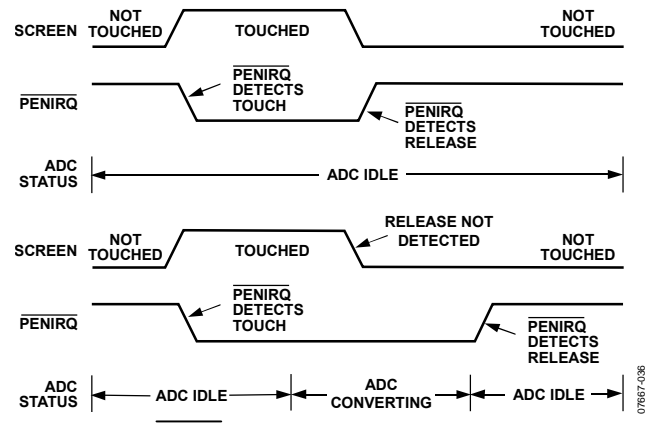 SCREEN
NOT
TOUCHED
TOUCHED
NOT
TOUCHED
PENIRQ
PENIRQ
DETECTS
TOUCH
PENIRQ
DETECTS
RELEASE
ADC
STATUS
ADC IDLE
SCREEN
NOT
TOUCHED
TOUCHED
RELEASE NOT
DETECTED
NOT
TOUCHED
PENIRQ
PENIRQ
DETECTS
TOUCH
PENIRQ
DETECTS
RELEASE
ADC
STATUS
ADC IDLE
ADC
CONVERTING
ADC IDLE
07667-036